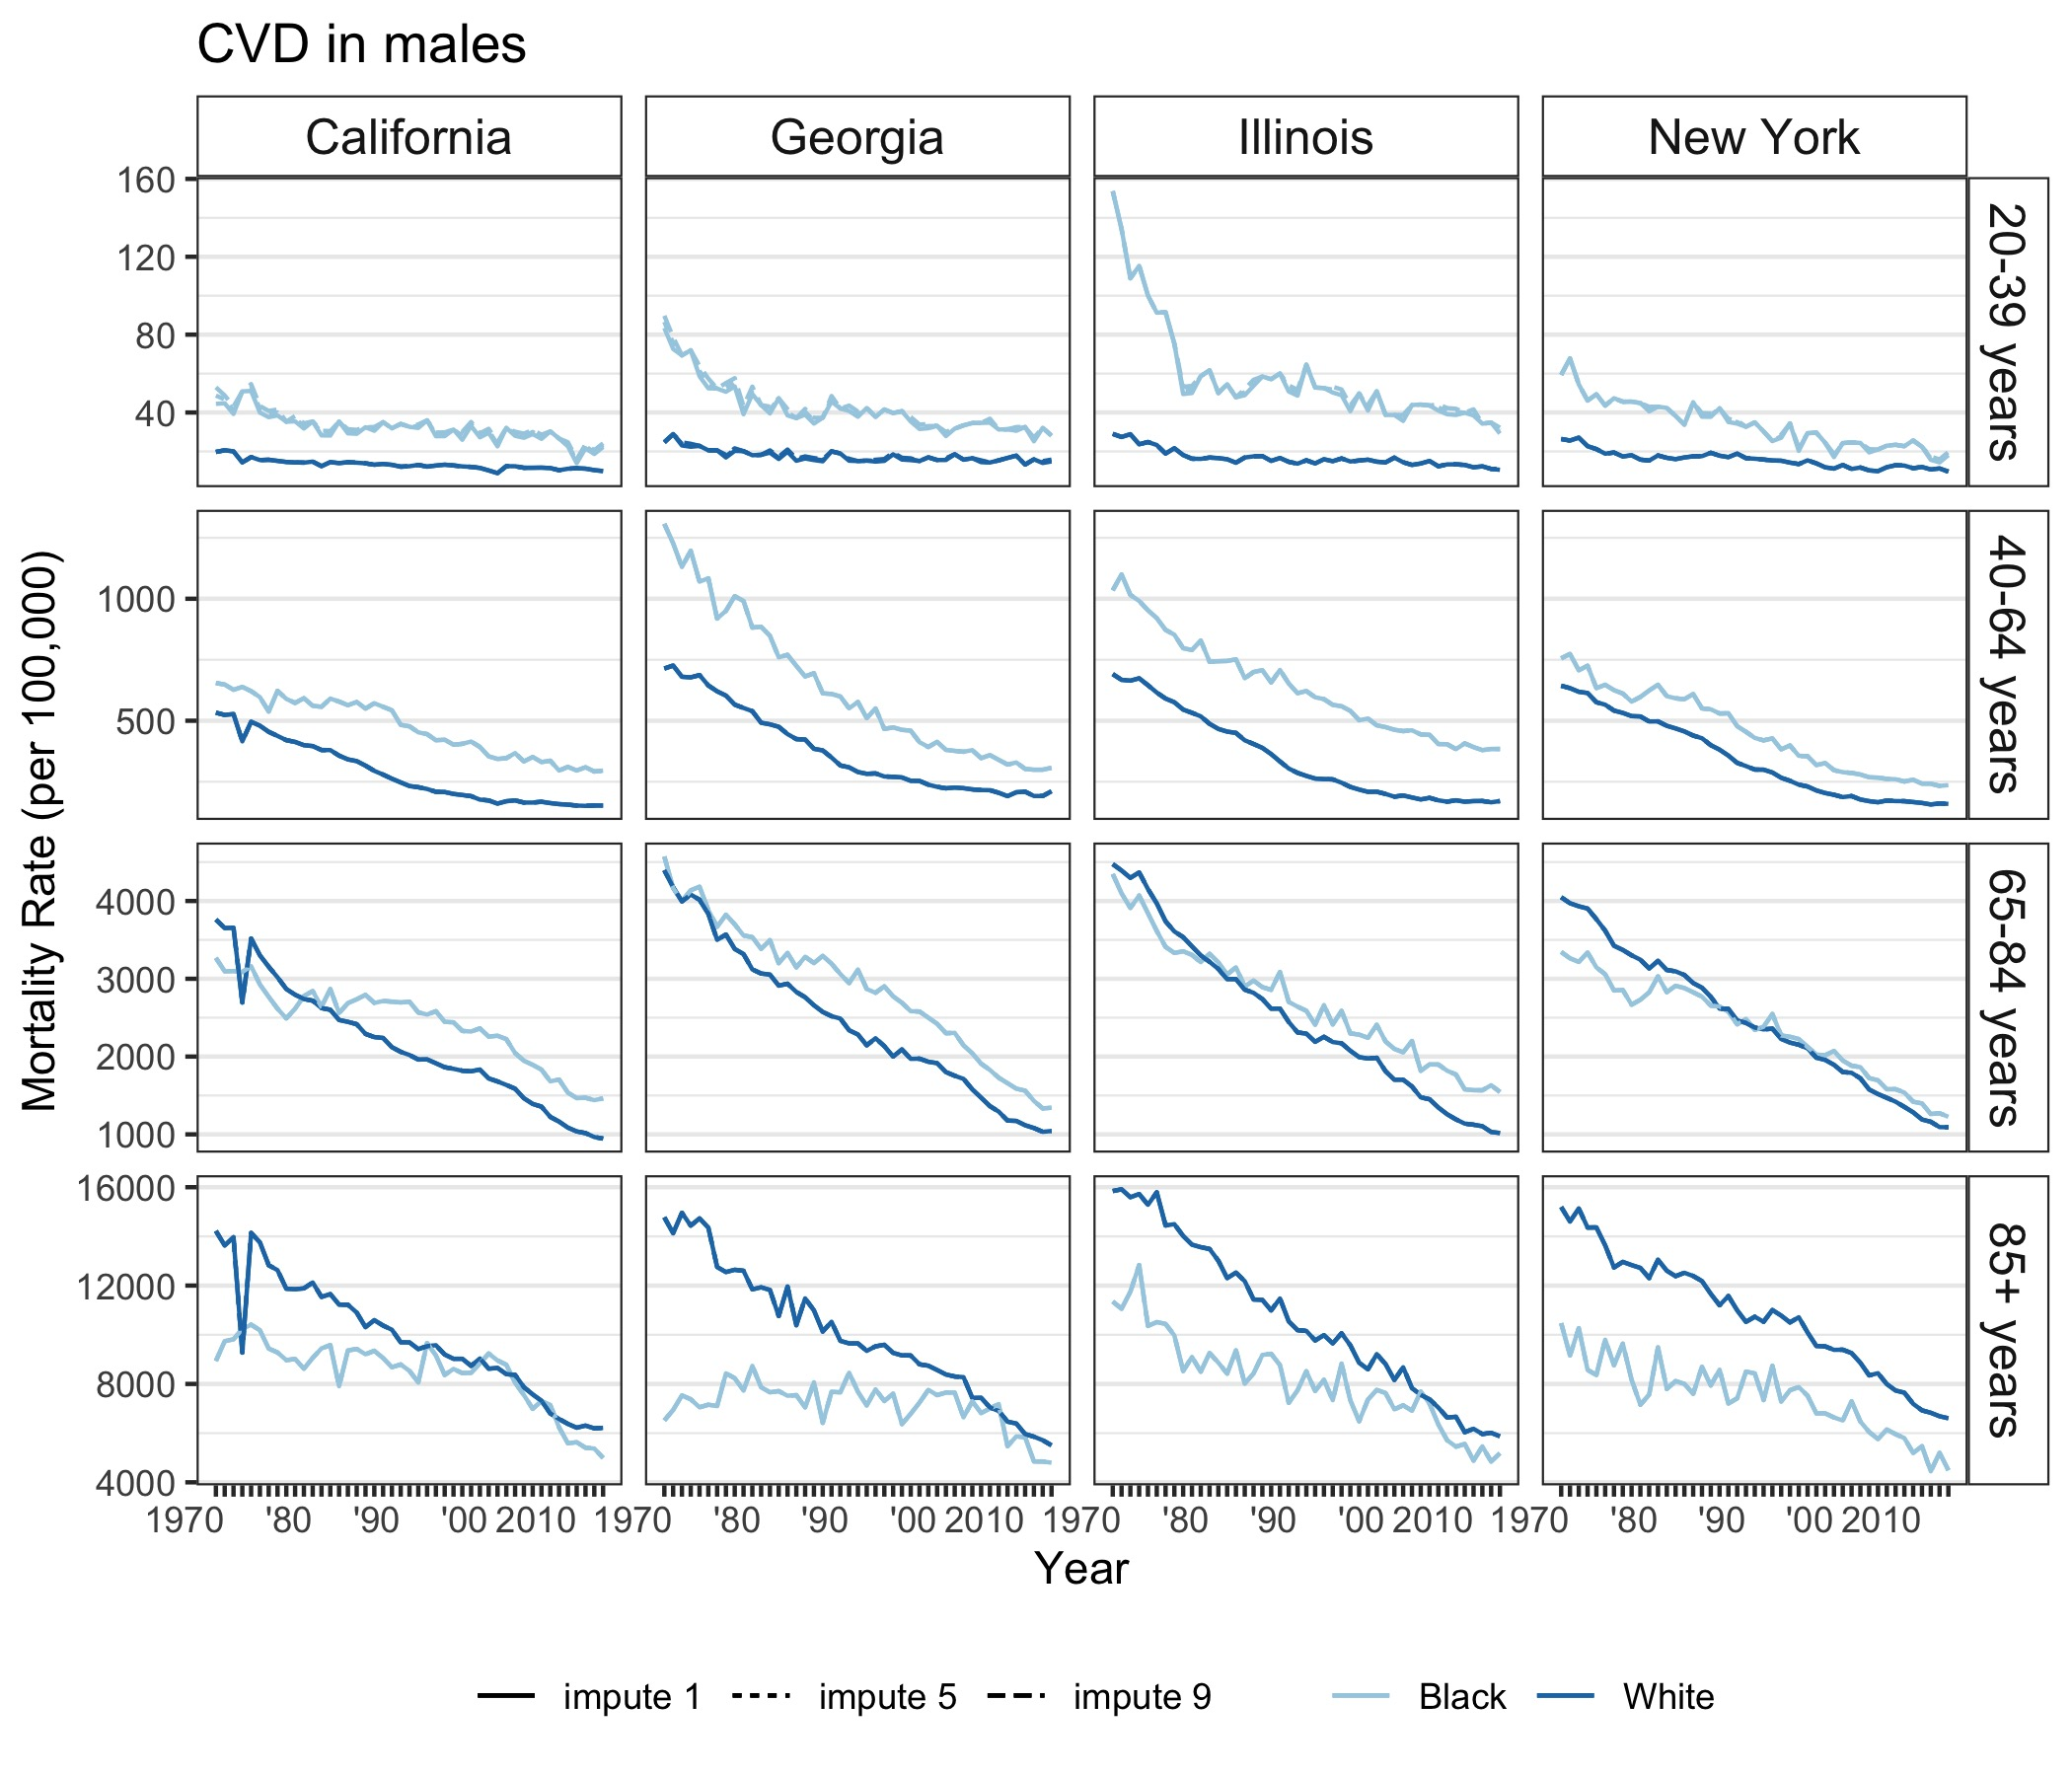 CVD in males
California Georgia Illinois New York
160
120
80
40
20-39 years
1000
500
40-64 years
4000
3000
2000
1000
65-84 years
16000
12000
8000
4000
85+ years
Mortality Rate (per 100,000)
1970 '80 '90 '00 2010 1970 '80 '90 '00 2010 1970 '80 '90 '00 2010 1970 '80 '90 '00 2010
Year
impute 1 impute 5 impute 9 Black White